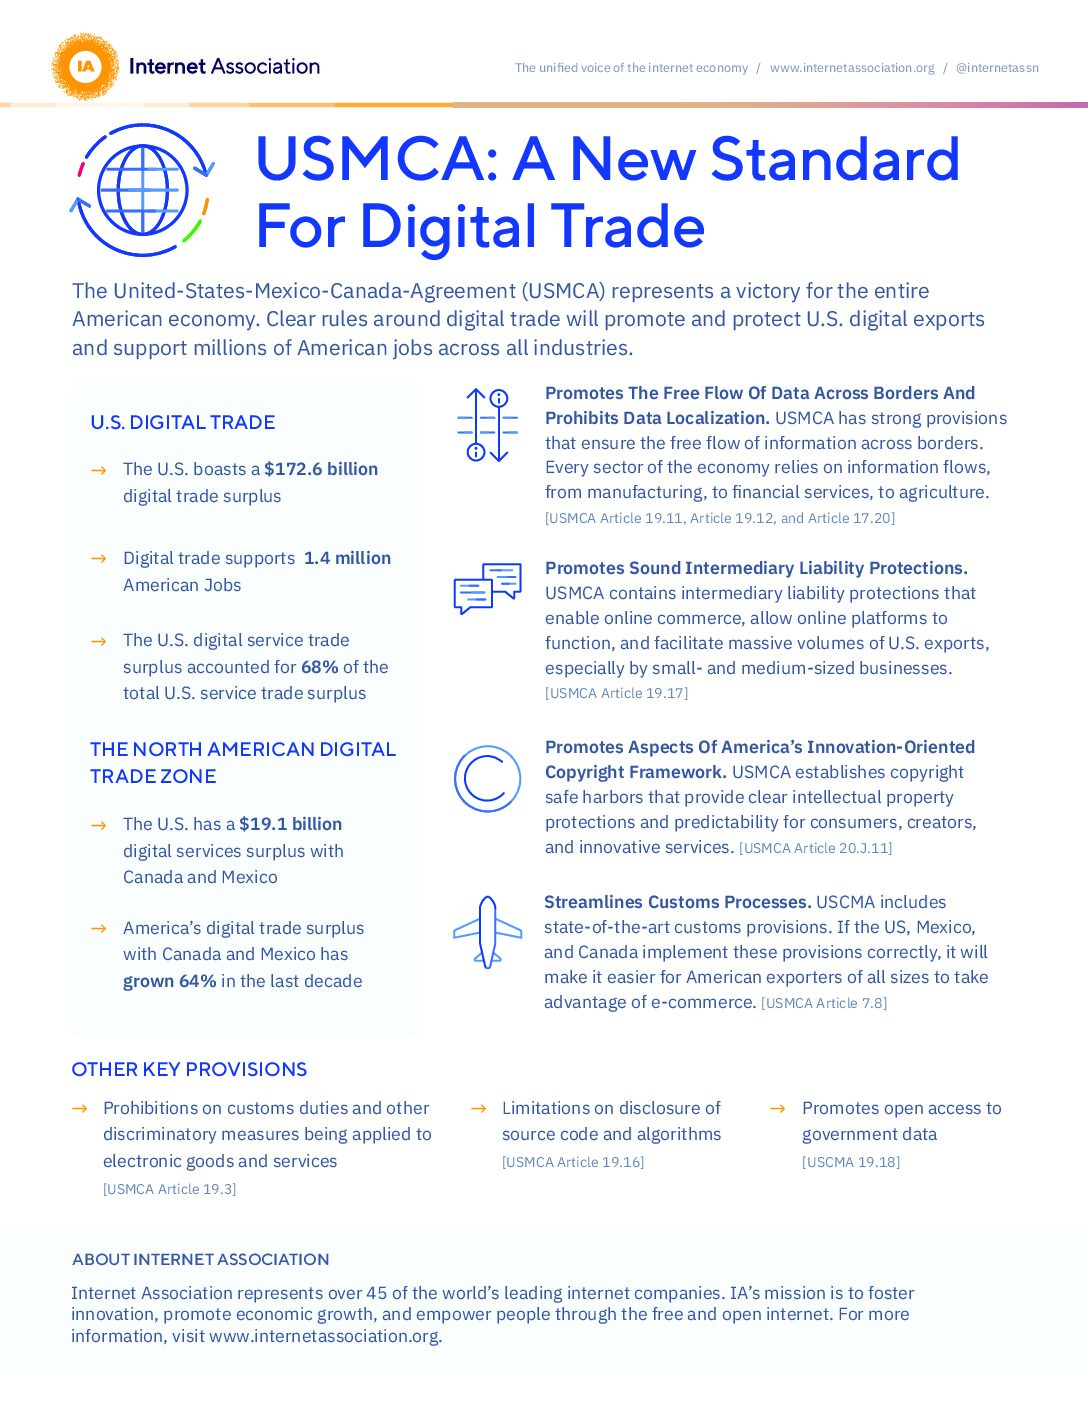 IA Internet Association
The unified voice of the internet economy / www.internetassociation.org / @internetassn
USMCA: A New Standard
For Digital Trade
The United-States-Mexico-Canada-Agreement (USMCA) represents a victory for the entire
American economy. Clear rules around digital trade will promote and protect U.S. digital exports
and support millions of American jobs across all industries.
U.S. DIGITAL TRADE
→ The U.S. boasts a $172.6 billion
digital trade surplus
→ Digital trade supports 1.4 million
American Jobs
→ The U.S. digital service trade
surplus accounted for 68% of the
total U.S. service trade surplus
THE NORTH AMERICAN DIGITAL
TRADE ZONE
→ The U.S. has a $19.1 billion
digital services surplus with
Canada and Mexico
→ America's digital trade surplus
with Canada and Mexico has
grown 64% in the last decade
Promotes The Free Flow Of Data Across Borders And
Prohibits Data Localization. USMCA has strong provisions
that ensure the free flow of information across borders.
Every sector of the economy relies on information flows,
from manufacturing, to financial services, to agriculture.
[USMCA Article 19.11, Article 19.12, and Article 17.20]
Promotes Sound Intermediary Liability Protections.
USMCA contains intermediary liability protections that
enable online commerce, allow online platforms to
function, and facilitate massive volumes of U.S. exports,
especially by small- and medium-sized businesses.
[USMCA Article 19.17]
Promotes Aspects Of America's Innovation-Oriented
Copyright Framework. USMCA establishes copyright
safe harbors that provide clear intellectual property
protections and predictability for consumers, creators,
and innovative services. [USMCA Article 20.J.11]
Streamlines Customs Processes. USCMA includes
state-of-the-art customs provisions. If the US, Mexico,
and Canada implement these provisions correctly, it will
make it easier for American exporters of all sizes to take
advantage of e-commerce. [USMCA Article 7.8]
OTHER KEY PROVISIONS
→ Prohibitions on customs duties and other
discriminatory measures being applied to
electronic goods and services
[USMCA Article 19.3]
→ Limitations on disclosure of
source code and algorithms
[USMCA Article 19.16]
→ Promotes open access to
government data
[USCMA 19.18]
ABOUT INTERNET ASSOCIATION
Internet Association represents over 45 of the world's leading internet companies. IA's mission is to foster
innovation, promote economic growth, and empower people through the free and open internet. For more
information, visit www.internetassociation.org.